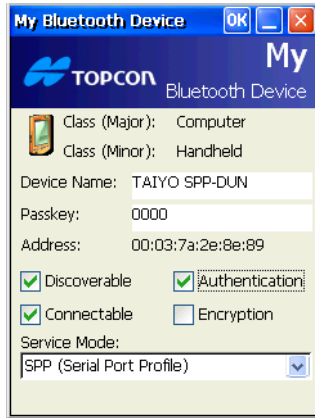 My Bluetooth Device OK
My
TOPCON
Bluetooth Device
Class (Major): Computer
Class (Minor): Handheld
Device Name: TAIYO SPP-DUN
Passkey: 0000
Address: 00:03:7a:2e:8e:89
Discoverable Authentication
Connectable Encryption
Service Mode:
SPP (Serial Port Profile)